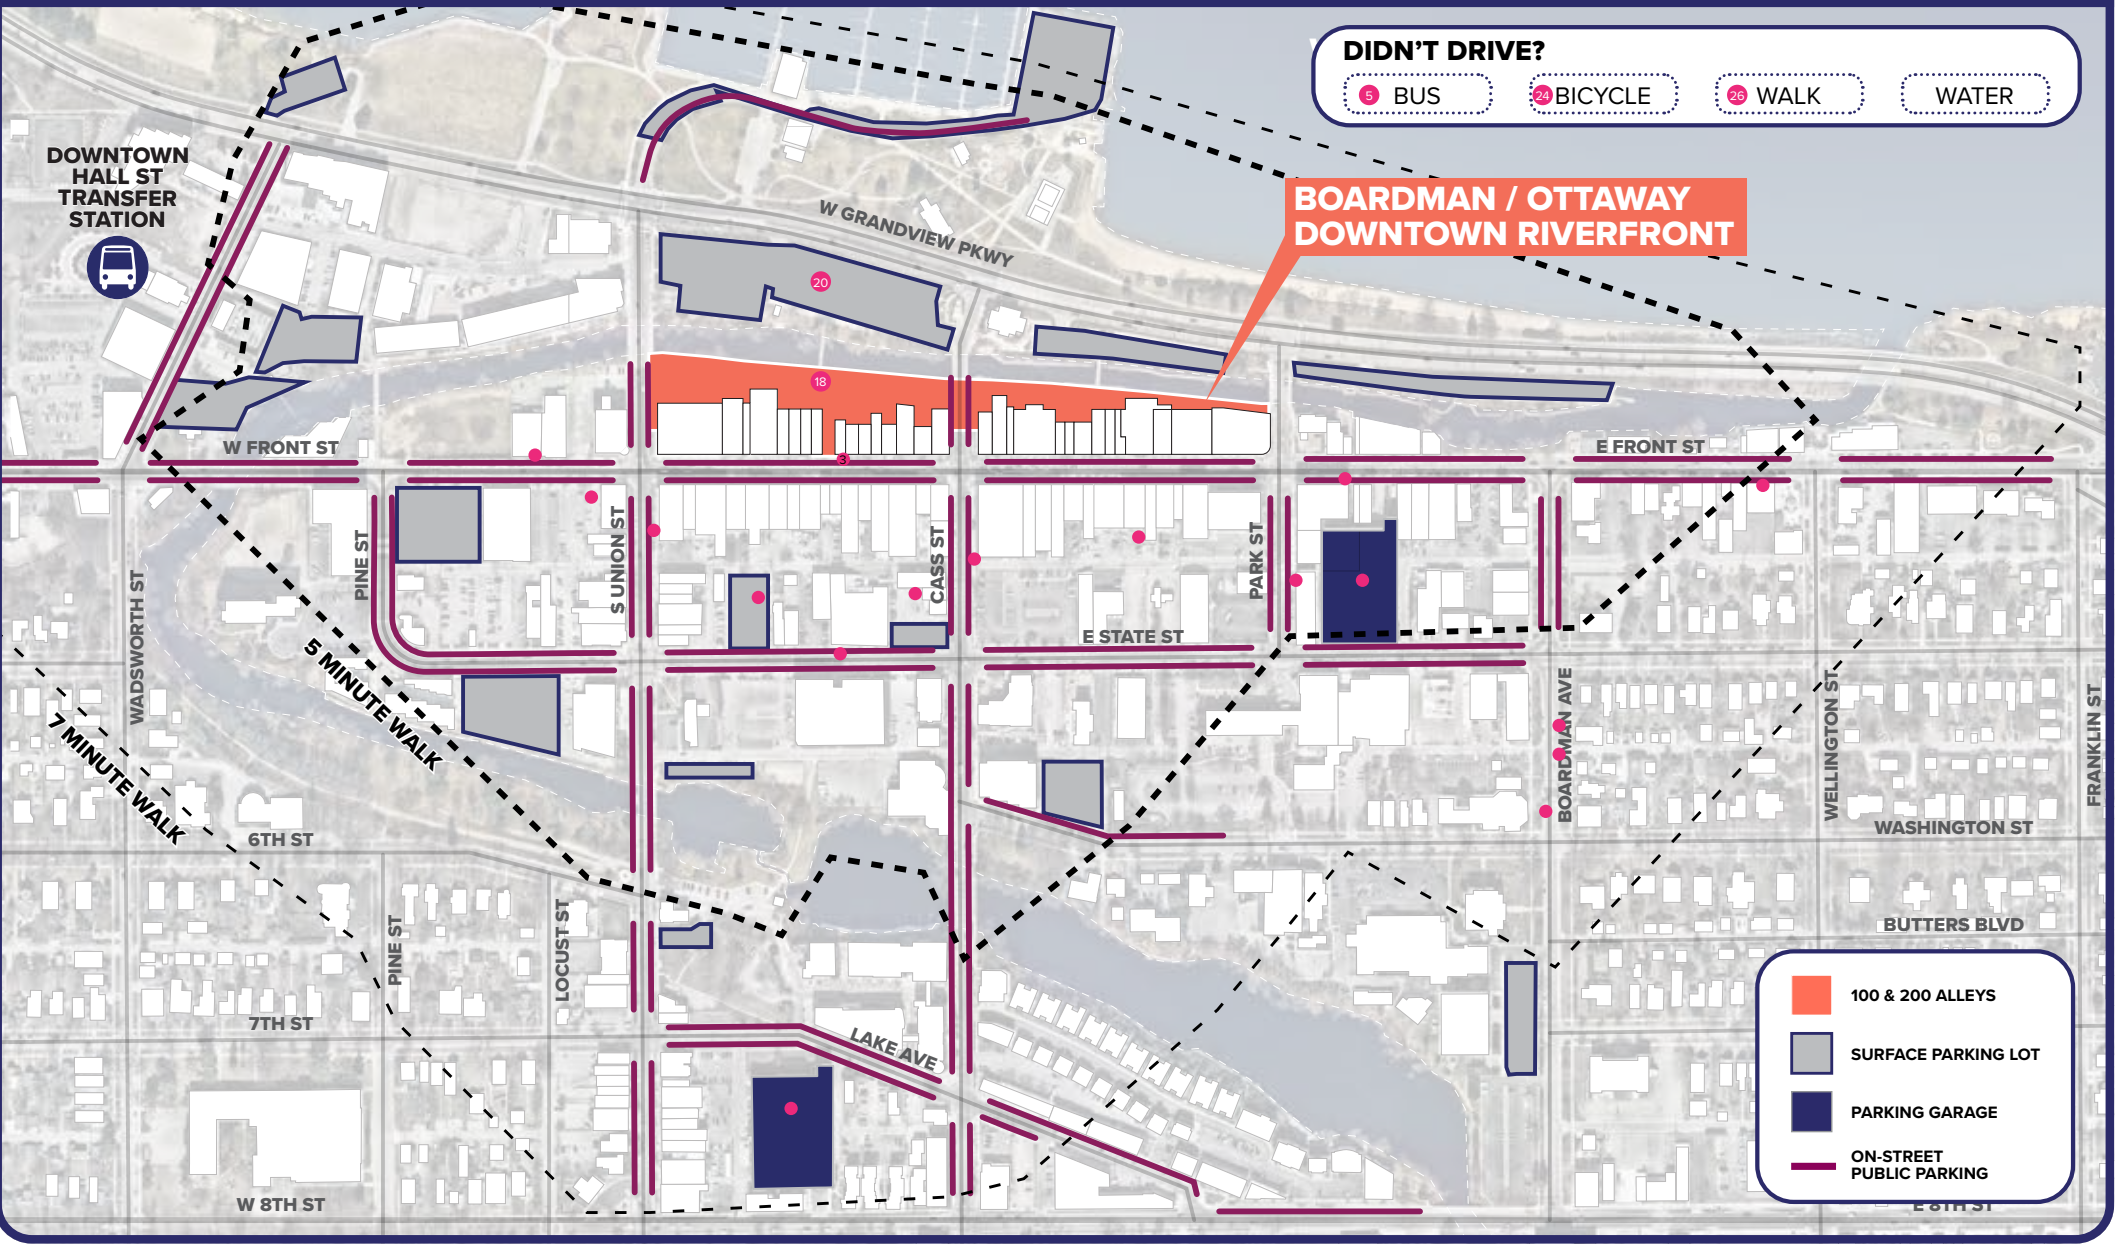 DIDN'T DRIVE?
5 BUS
24 BICYCLE
26 WALK
WATER
DOWNTOWN
HALL ST
TRANSFER
STATION
BOARDMAN / OTTAWAY
DOWNTOWN RIVERFRONT
W GRANDVIEW PKWY
20
18
3
W FRONT ST
E FRONT ST
PINE ST
S UNION ST
CASS ST
PARK ST
WADSWORTH ST
E STATE ST
5 MINUTE WALK
7 MINUTE WALK
BOARDMAN AVE
WELLINGTON ST
FRANKLIN ST
6TH ST
WASHINGTON ST
PINE ST
LOCUST ST
BUTTERS BLVD
7TH ST
LAKE AVE
W 8TH ST
E 8TH ST
100 & 200 ALLEYS
SURFACE PARKING LOT
PARKING GARAGE
ON-STREET
PUBLIC PARKING